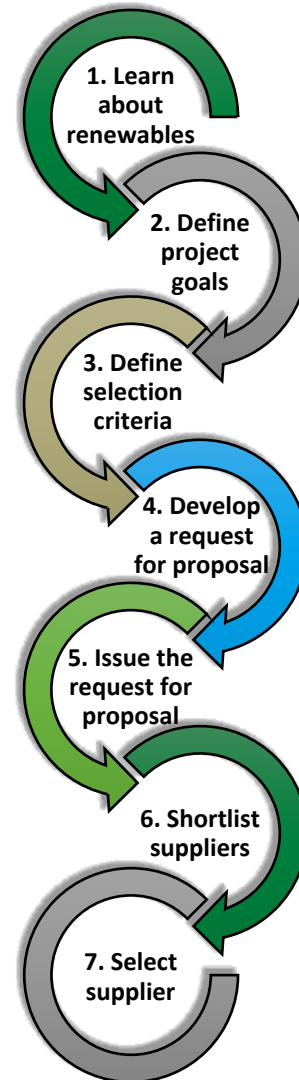 1. Learn
about
renewables
2. Define
project
goals
3. Define
selection
criteria
4. Develop
a request
for proposal
5. Issue the
request for
proposal
6. Shortlist
suppliers
7. Select
supplier